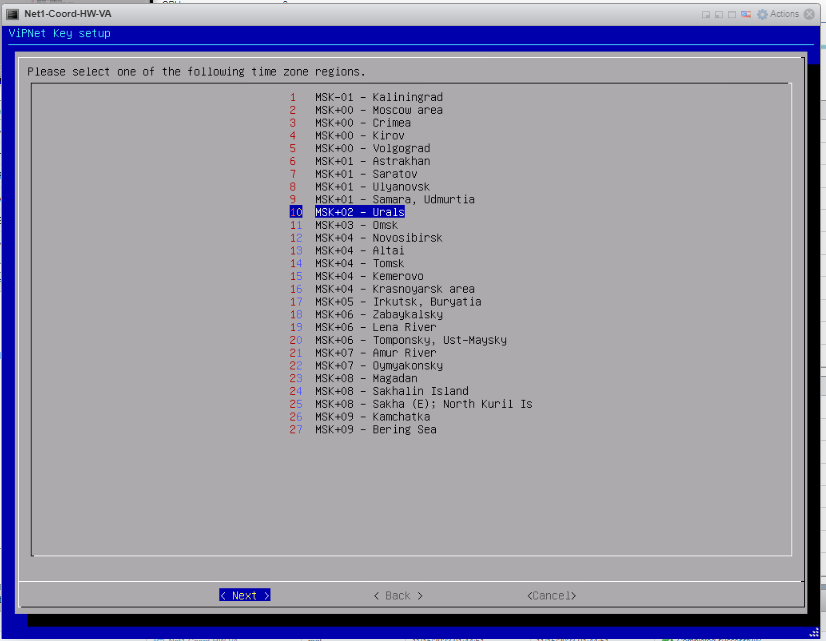 Net1-Coord-HW-VA
Actions
ViPNet Key setup
Please select one of the following time zone regions.
1 MSK-01 - Kaliningrad
2 MSK+00 - Moscow area
3 MSK+00 - Crimea
4 MSK+00 - Kirov
5 MSK+00 - Volgograd
6 MSK+01 - Astrakhan
7 MSK+01 - Saratov
8 MSK+01 - Ulyanovsk
9 MSK+01 - Samara, Udmurtia
10 MSK+02 - Urals
11 MSK+03 - Omsk
12 MSK+04 - Novosibirsk
13 MSK+04 - Altai
14 MSK+04 - Tomsk
15 MSK+04 - Kemerovo
16 MSK+04 - Krasnoyarsk area
17 MSK+05 - Irkutsk, Buryatia
18 MSK+06 - Zabaykalsky
19 MSK+06 - Lena River
20 MSK+06 - Tomponsky, Ust-Maysky
21 MSK+07 - Amur River
22 MSK+07 - Oymyakonsky
23 MSK+08 - Magadan
24 MSK+08 - Sakhalin Island
25 MSK+08 - Sakha (E); North Kuril Is
26 MSK+09 - Kamchatka
27 MSK+09 - Bering Sea
< Next > < Back > <Cancel>